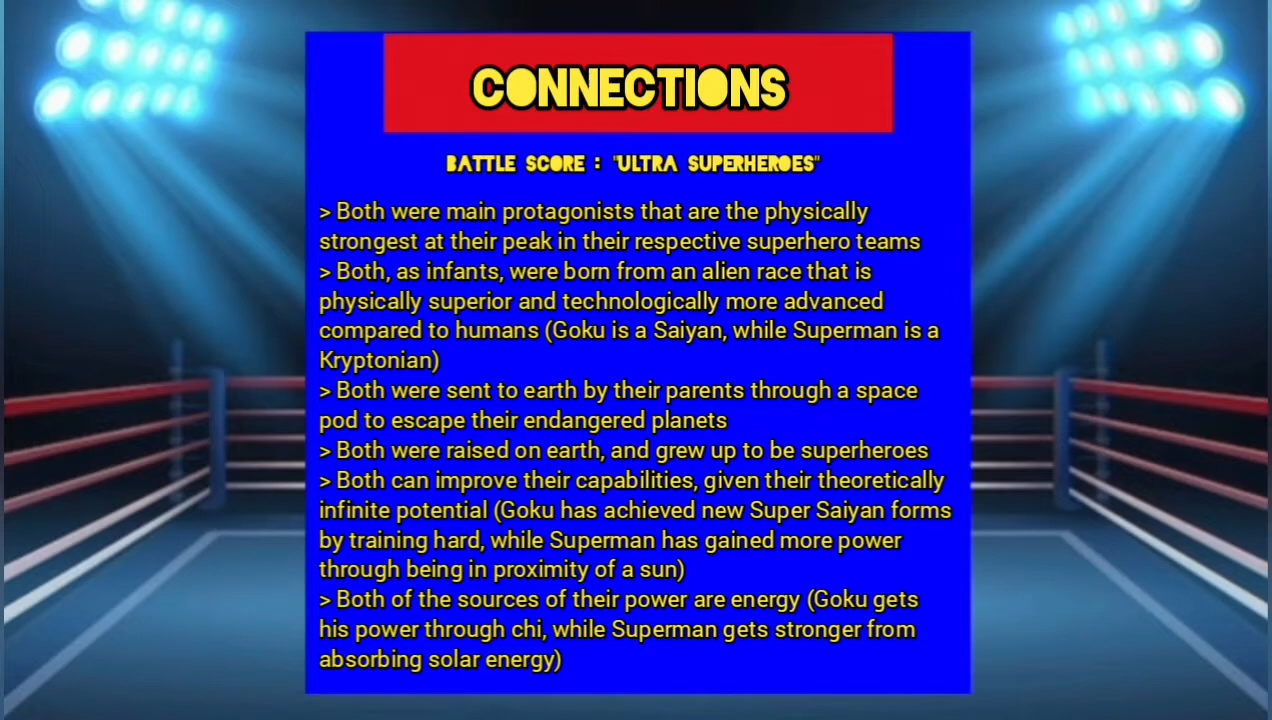 CONNECTIONS
BATTLE SCORE : "ULTRA SUPERHEROES"
> Both were main protagonists that are the physically
strongest at their peak in their respective superhero teams
> Both, as infants, were born from an alien race that is
physically superior and technologically more advanced
compared to humans (Goku is a Saiyan, while Superman is a
Kryptonian)
> Both were sent to earth by their parents through a space
pod to escape their endangered planets
> Both were raised on earth, and grew up to be superheroes
> Both can improve their capabilities, given their theoretically
infinite potential (Goku has achieved new Super Saiyan forms
by training hard, while Superman has gained more power
through being in proximity of a sun)
> Both of the sources of their power are energy (Goku gets
his power through chi, while Superman gets stronger from
absorbing solar energy)